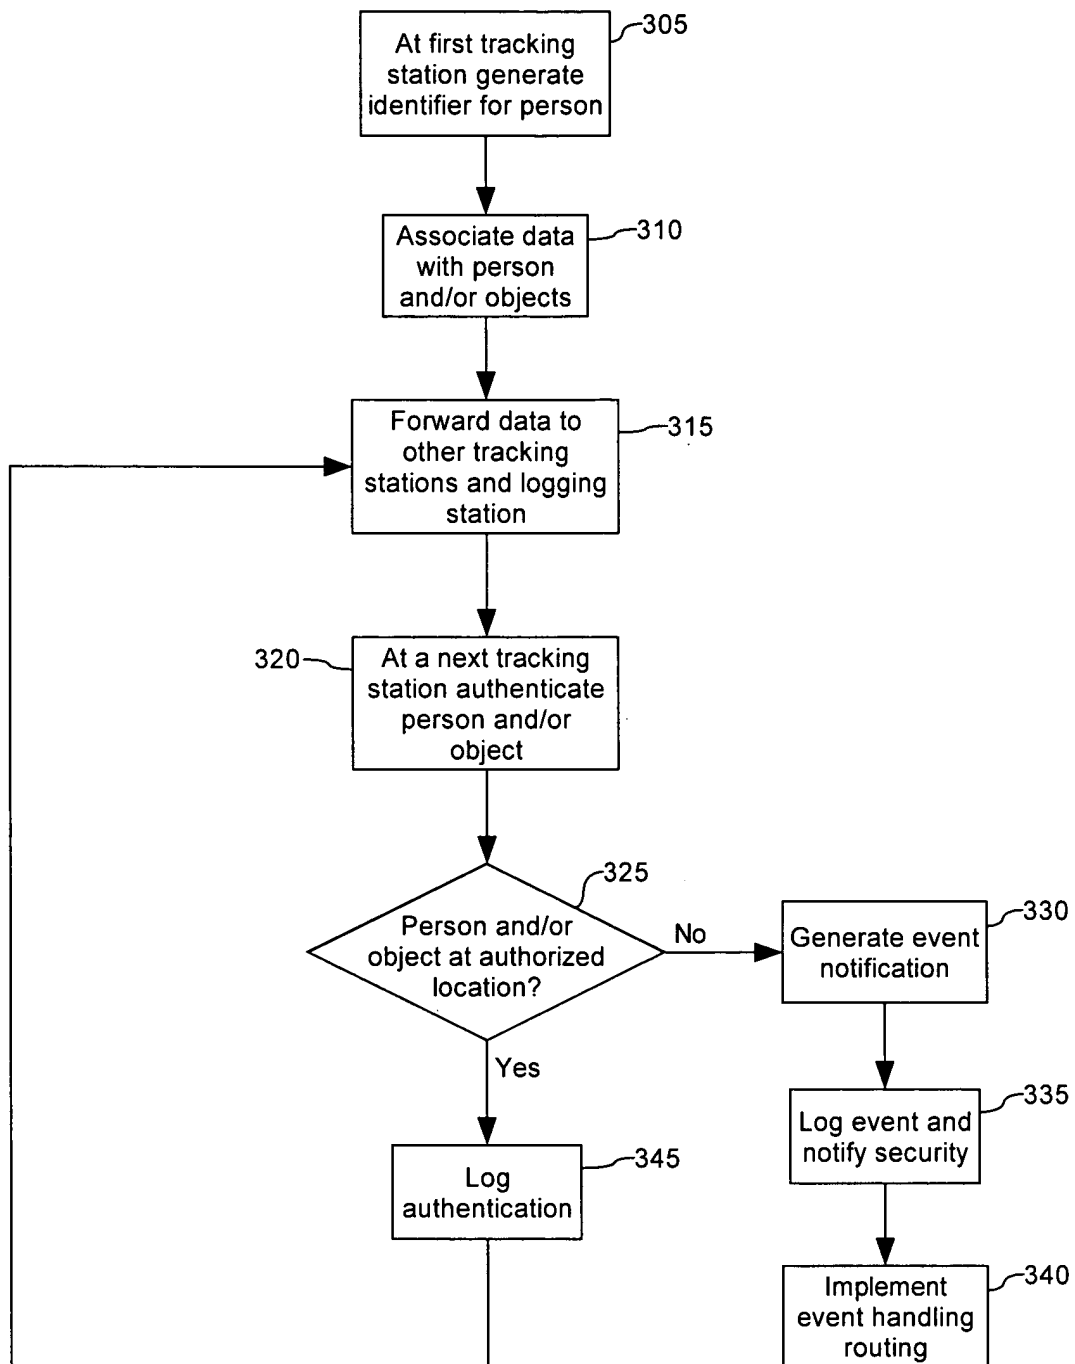 At first tracking
station generate
identifier for person
305
Associate data
with person
and/or objects
310
Forward data to
other tracking
stations and logging
station
315
320
At a next tracking
station authenticate
person and/or
object
325
Person and/or
object at authorized
location?
No
Generate event
notification
330
Yes
Log event and
notify security
335
Log
authentication
345
Implement
event handling
routing
340